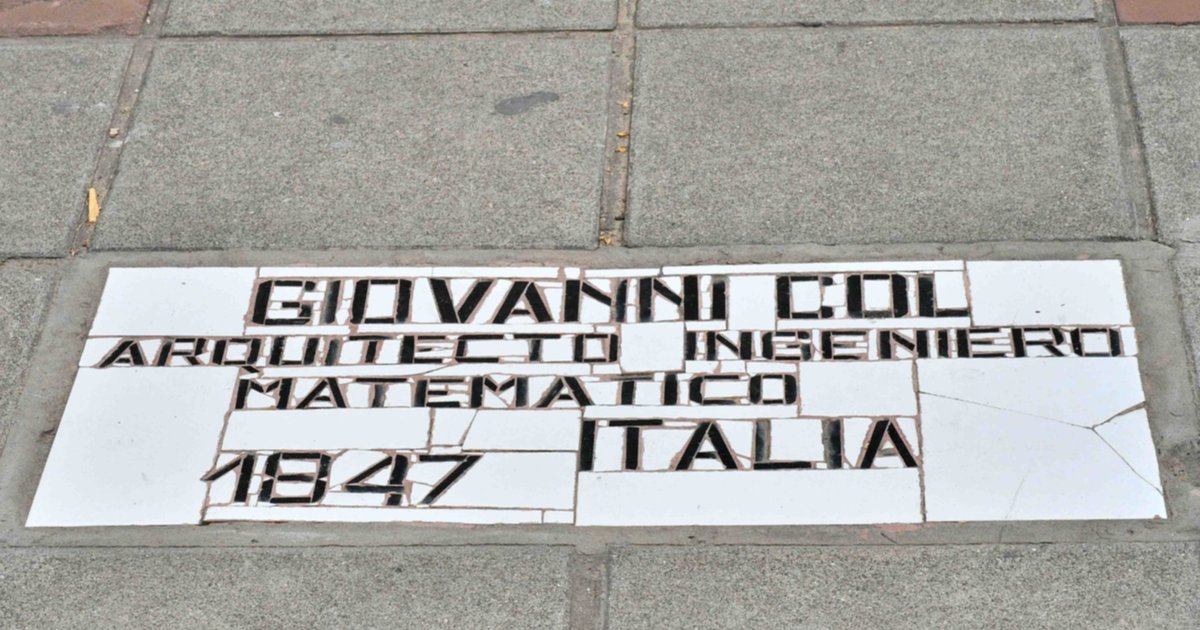 GIOVANNI COL
ARQUITECTO INGENIERO
MATEMATICO
ITALIA
1847